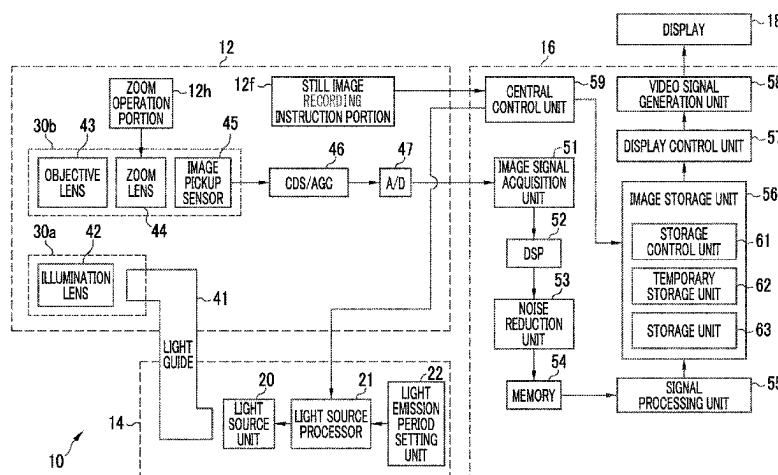 18
DISPLAY
12
16
ZOOM
OPERATION
PORTION
12h
12f
STILL IMAGE
RECORDING
INSTRUCTION PORTION
CENTRAL
CONTROL UNIT
59
VIDEO SIGNAL
GENERATION UNIT
58
30b
43
45
OBJECTIVE
LENS
ZOOM
LENS
44
IMAGE
PICKUP
SENSOR
46
CDS/AGC
47
A/D
51
IMAGE SIGNAL
ACQUISITION
UNIT
DISPLAY CONTROL UNIT
57
52
DSP
IMAGE STORAGE UNIT
56
STORAGE
CONTROL UNIT
61
TEMPORARY
STORAGE UNIT
62
STORAGE UNIT
63
30a
42
ILLUMINATION
LENS
41
LIGHT
GUIDE
53
NOISE
REDUCTION
UNIT
54
MEMORY
SIGNAL
PROCESSING UNIT
55
14
20
LIGHT
SOURCE
UNIT
21
LIGHT SOURCE
PROCESSOR
22
LIGHT
EMISSION
PERIOD
SETTING
UNIT
10